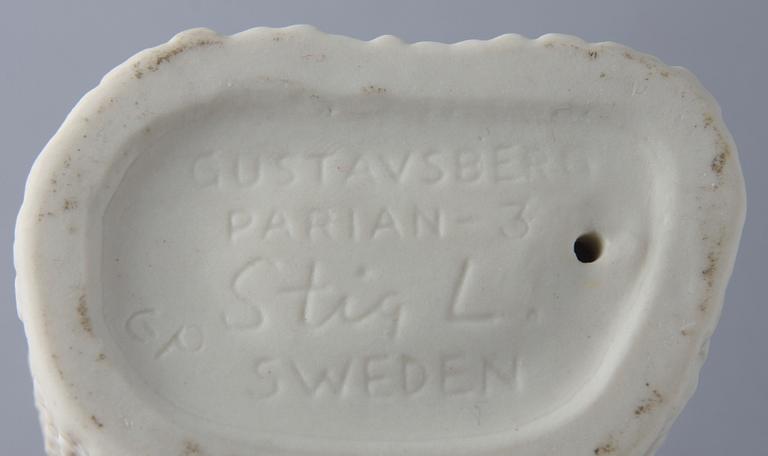 GUSTAVSBERG
PARIAN-3
Stig L.
SWEDEN